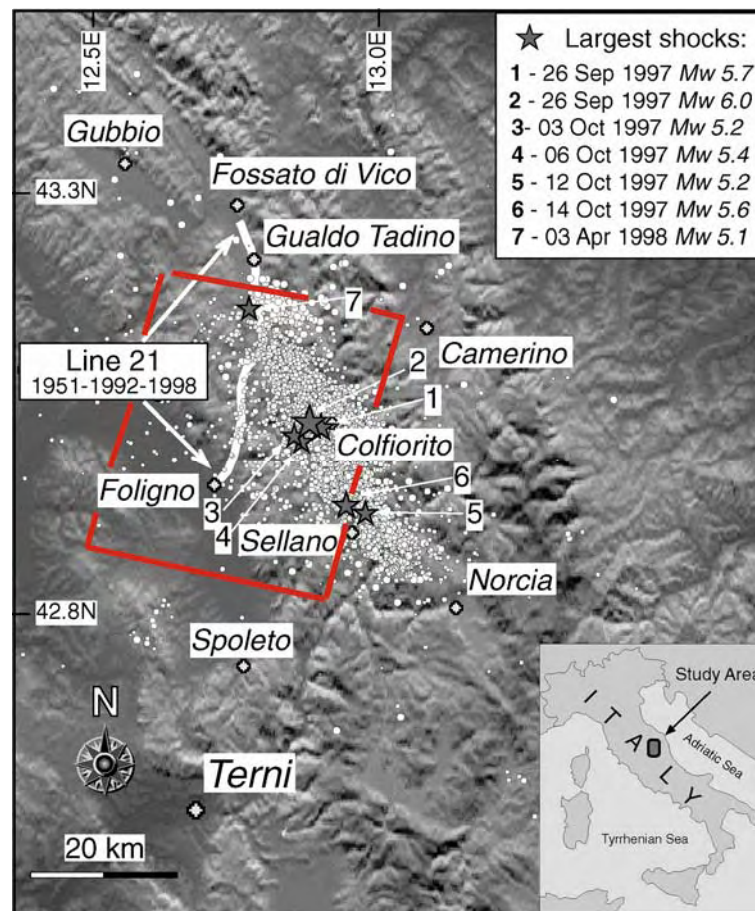 12.5E
13.0E
Largest shocks:
1 - 26 Sep 1997 Mw 5.7
2 - 26 Sep 1997 Mw 6.0
3- 03 Oct 1997 Mw 5.2
4 - 06 Oct 1997 Mw 5.4
5 - 12 Oct 1997 Mw 5.2
6 - 14 Oct 1997 Mw 5.6
7 - 03 Apr 1998 Mw 5.1
Gubbio
43.3N
Fossato di Vico
Gualdo Tadino
7
Camerino
Line 21
1951-1992-1998
2
1
Colfiorito
Foligno
6
3
5
4
Sellano
Norcia
42.8N
Spoleto
N
Terni
20 km
Study Area
ITALY
Adriatic Sea
Tyrrhenian Sea